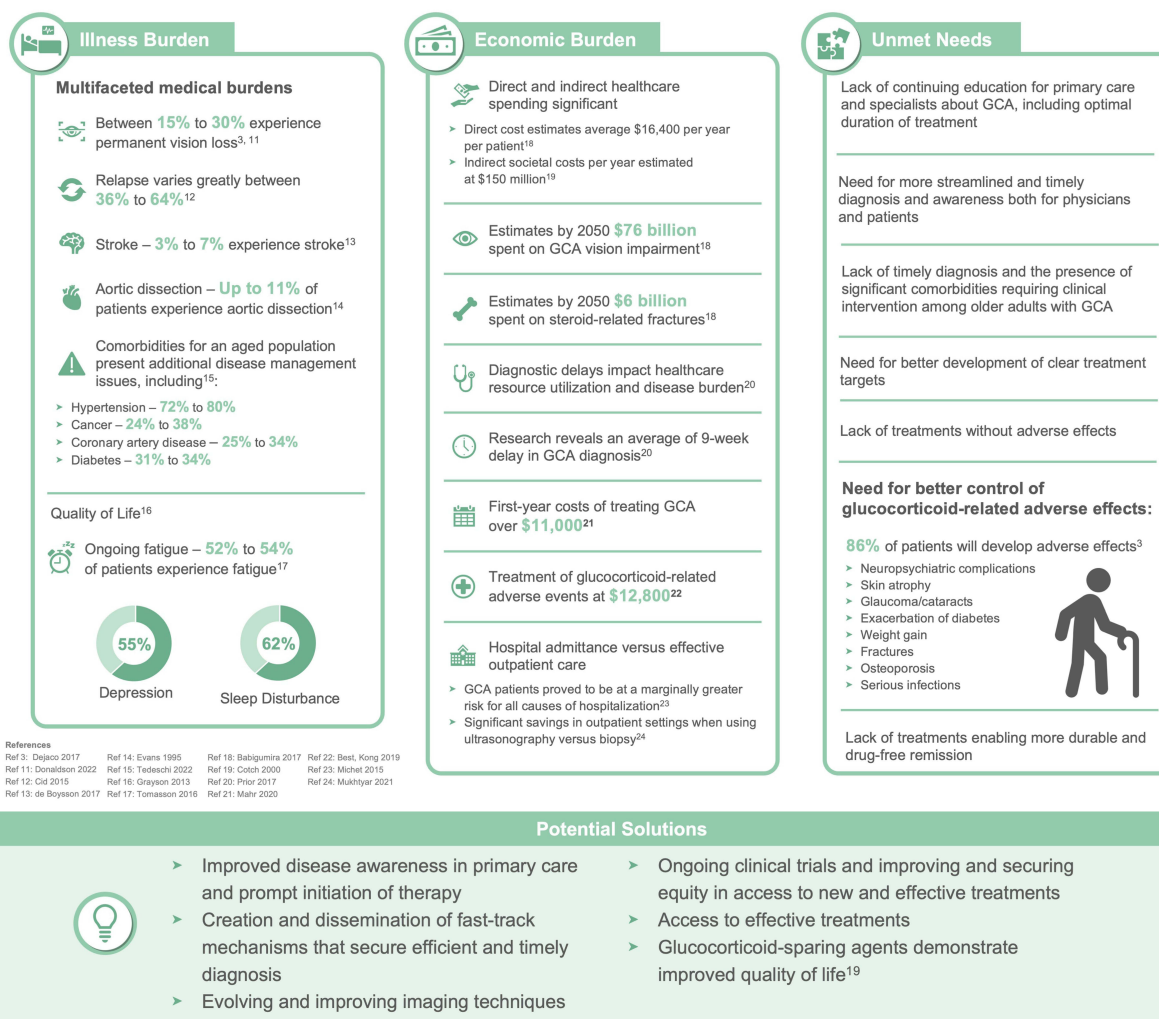 Illness Burden
Multifaceted medical burdens
Between 15% to 30% experience
permanent vision loss3, 11
Relapse varies greatly between
36% to 64%12
Stroke – 3% to 7% experience stroke13
Aortic dissection – Up to 11% of
patients experience aortic dissection14
Comorbidities for an aged population
present additional disease management
issues, including15:
➤ Hypertension – 72% to 80%
➤ Cancer – 24% to 38%
➤ Coronary artery disease – 25% to 34%
➤ Diabetes – 31% to 34%
Quality of Life16
zzz
Ongoing fatigue – 52% to 54%
of patients experience fatigue17
55%
Depression
62%
Sleep Disturbance
References
Ref 3: Dejaco 2017
Ref 11: Donaldson 2022
Ref 12: Cid 2015
Ref 13: de Boysson 2017
Ref 14: Evans 1995
Ref 15: Tedeschi 2022
Ref 16: Grayson 2013
Ref 17: Tomasson 2016
Ref 18: Babigumira 2017
Ref 19: Cotch 2000
Ref 20: Prior 2017
Ref 21: Mahr 2020
Ref 22: Best, Kong 2019
Ref 23: Michet 2015
Ref 24: Mukhtyar 2021
Economic Burden
Direct and indirect healthcare
spending significant
➤ Direct cost estimates average $16,400 per year
per patient18
➤ Indirect societal costs per year estimated
at $150 million19
Estimates by 2050 $76 billion
spent on GCA vision impairment18
Estimates by 2050 $6 billion
spent on steroid-related fractures18
Diagnostic delays impact healthcare
resource utilization and disease burden20
Research reveals an average of 9-week
delay in GCA diagnosis20
First-year costs of treating GCA
over $11,00021
Treatment of glucocorticoid-related
adverse events at $12,80022
Hospital admittance versus effective
outpatient care
➤ GCA patients proved to be at a marginally greater
risk for all causes of hospitalization23
➤ Significant savings in outpatient settings when using
ultrasonography versus biopsy24
Unmet Needs
Lack of continuing education for primary care
and specialists about GCA, including optimal
duration of treatment
Need for more streamlined and timely
diagnosis and awareness both for physicians
and patients
Lack of timely diagnosis and the presence of
significant comorbidities requiring clinical
intervention among older adults with GCA
Need for better development of clear treatment
targets
Lack of treatments without adverse effects
Need for better control of
glucocorticoid-related adverse effects:
86% of patients will develop adverse effects3
➤ Neuropsychiatric complications
➤ Skin atrophy
➤ Glaucoma/cataracts
➤ Exacerbation of diabetes
➤ Weight gain
➤ Fractures
➤ Osteoporosis
➤ Serious infections
Lack of treatments enabling more durable and
drug-free remission
Potential Solutions
➤ Improved disease awareness in primary care
and prompt initiation of therapy
➤ Creation and dissemination of fast-track
mechanisms that secure efficient and timely
diagnosis
➤ Evolving and improving imaging techniques
➤ Ongoing clinical trials and improving and securing
equity in access to new and effective treatments
➤ Access to effective treatments
➤ Glucocorticoid-sparing agents demonstrate
improved quality of life19